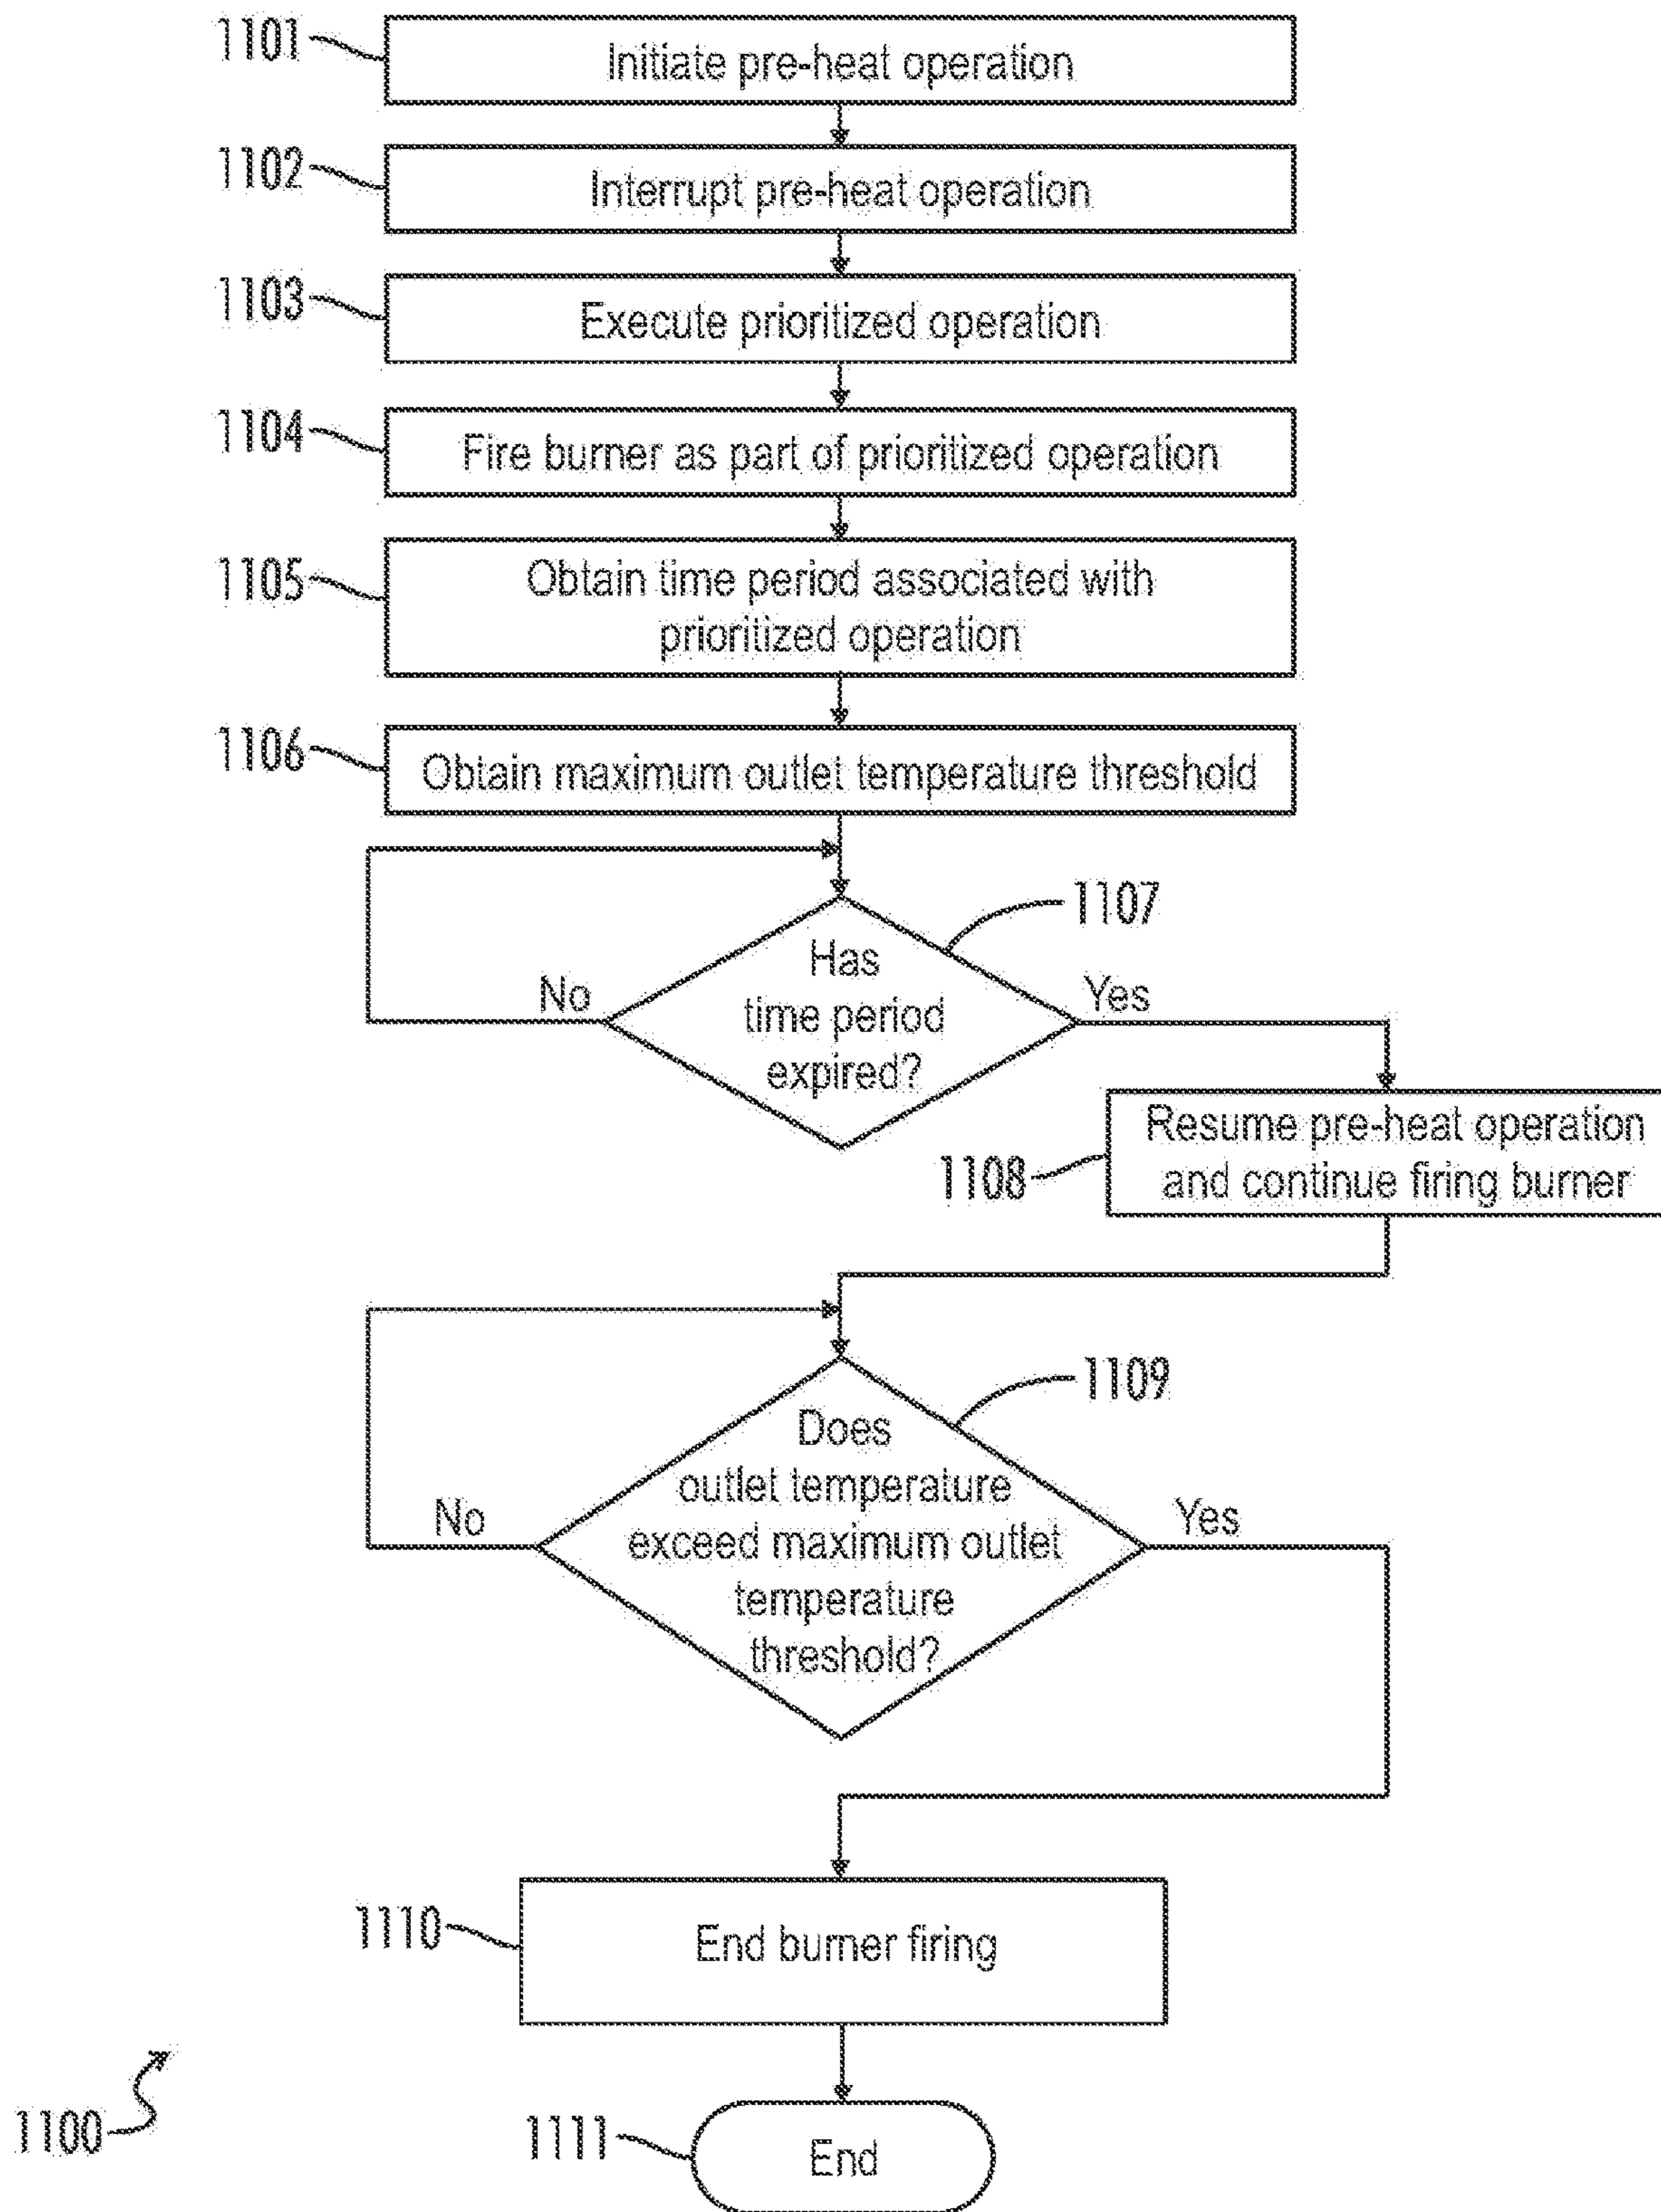 1101
Initiate pre-heat operation
1102
Interrupt pre-heat operation
1103
Execute prioritized operation
1104
Fire burner as part of prioritized operation
1105
Obtain time period associated with
prioritized operation
1106
Obtain maximum outlet temperature threshold
1107
Has
time period
expired?
No
Yes
Resume pre-heat operation
and continue firing burner
1108
1109
Does
outlet temperature
exceed maximum outlet
temperature
threshold?
No
Yes
1110
End burner firing
1100
1111
End